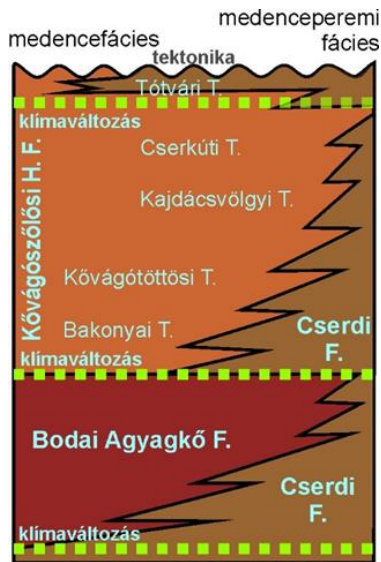 medencefácies
medenceperemi
fácies
tektonika
Tótvári T.
klímaváltozás
Kővágószőlősi H. F.
Cserkúti T.
Kajdácsvölgyi T.
Kővágótöttösi T.
Bakonyai T.
Cserdi
F.
klímaváltozás
Bodai Agyagkő F.
Cserdi
F.
klímaváltozás